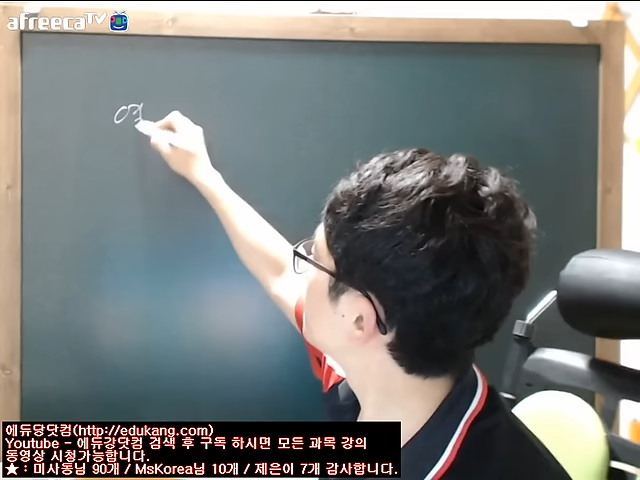 afreecaTV
에듀강닷컴(http://edukang.com)
Youtube - 에듀강닷컴 검색 후 구독 하시면 모든 과목 강의
동영상 시청가능합니다.
★ : 미사동님 90개 / MsKorea님 10개 / 제은이 7개 감사합니다.